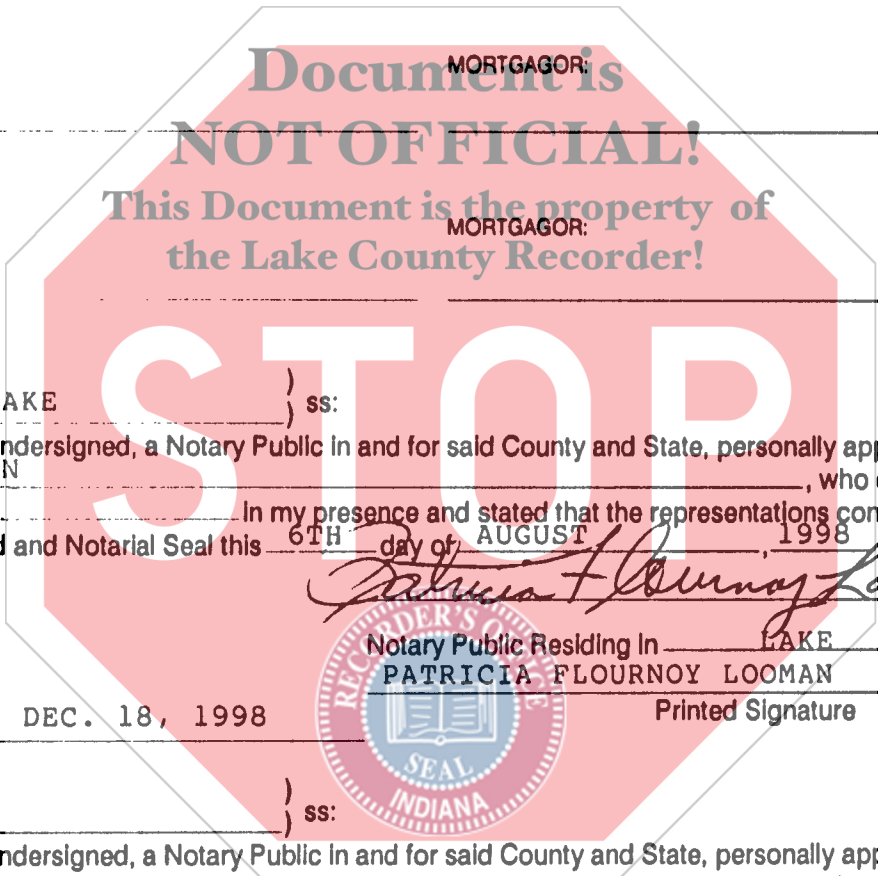 Document is
MORTGAGOR:
NOT OFFICIAL!
This Document is the property of
MORTGAGOR:
the Lake County Recorder!
STOP
AKE ) ss:
ndersigned, a Notary Public in and for said County and State, personally app
N , who
in my presence and stated that the representations con
d and Notarial Seal this 6TH day of AUGUST , 1998
Patricia Flournoy Lo
Notary Public Residing in LAKE
PATRICIA FLOURNOY LOOMAN
DEC. 18, 1998 Printed Signature
RECORDER'S OFFICE
SEAL
INDIANA
) ss:
ndersigned, a Notary Public in and for said County and State, personally app